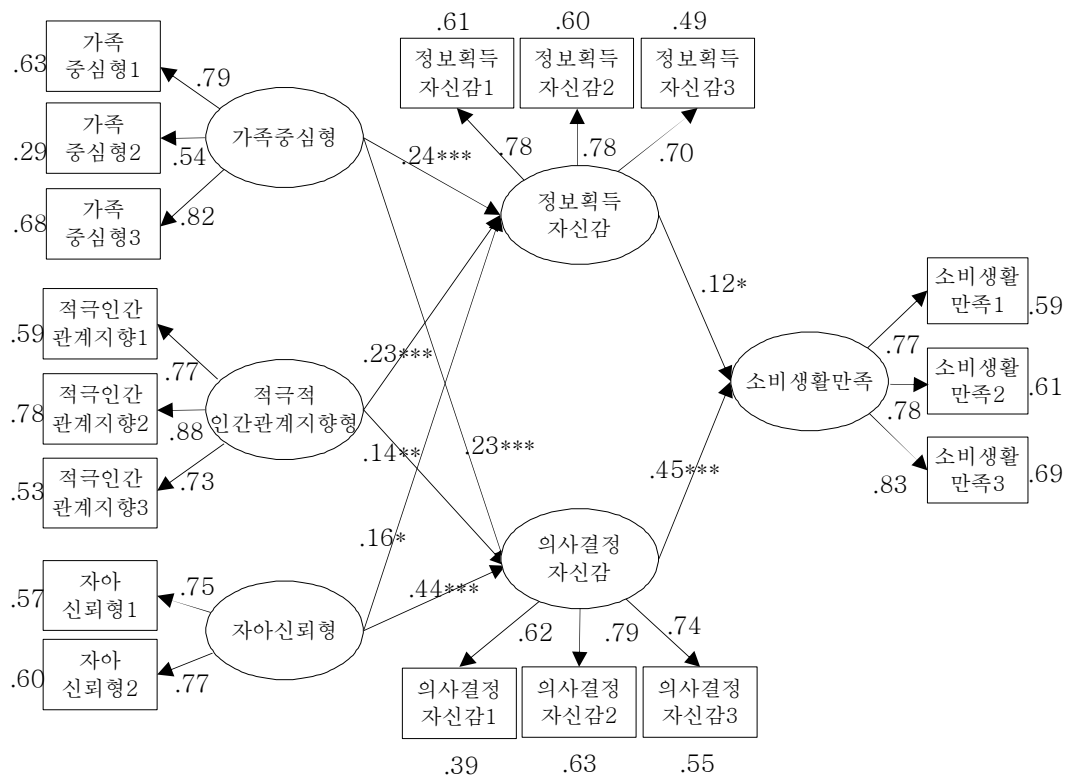 .61
.60
.49
정보획득
자신감1
정보획득
자신감2
정보획득
자신감3
.78
.78
.70
.63
가족
중심형1
.79
.29
가족
중심형2
.54
.68
가족
중심형3
.82
가족중심형
.24***
정보획득
자신감
.12*
.59
적극인간
관계지향1
.77
.78
적극인간
관계지향2
.88
.53
적극인간
관계지향3
.73
적극적
인간관계지향형
.23***
.14**
.23***
소비생활만족
.77
소비생활
만족1
.59
.78
소비생활
만족2
.61
.83
소비생활
만족3
.69
.45***
.16*
.44***
의사결정
자신감
.57
자아
신뢰형1
.75
.60
자아
신뢰형2
.77
자아신뢰형
.62
.79
.74
의사결정
자신감1
의사결정
자신감2
의사결정
자신감3
.39
.63
.55